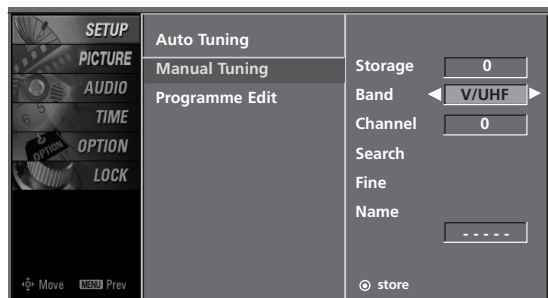 SETUP
PICTURE
AUDIO
TIME
OPTION
LOCK
Move MENU Prev
Auto Tuning
Manual Tuning
Programme Edit
Storage 0
Band V/UHF
Channel 0
Search
Fine
Name
- - - - -
store